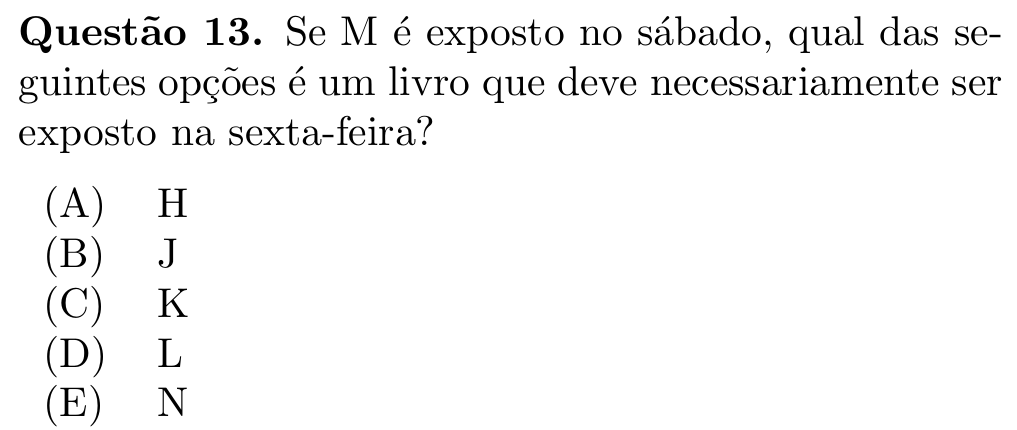 Questão 13. Se M é exposto no sábado, qual das se-
guintes opções é um livro que deve necessariamente ser
exposto na sexta-feira?
(A) H
(B) J
(C) K
(D) L
(E) N